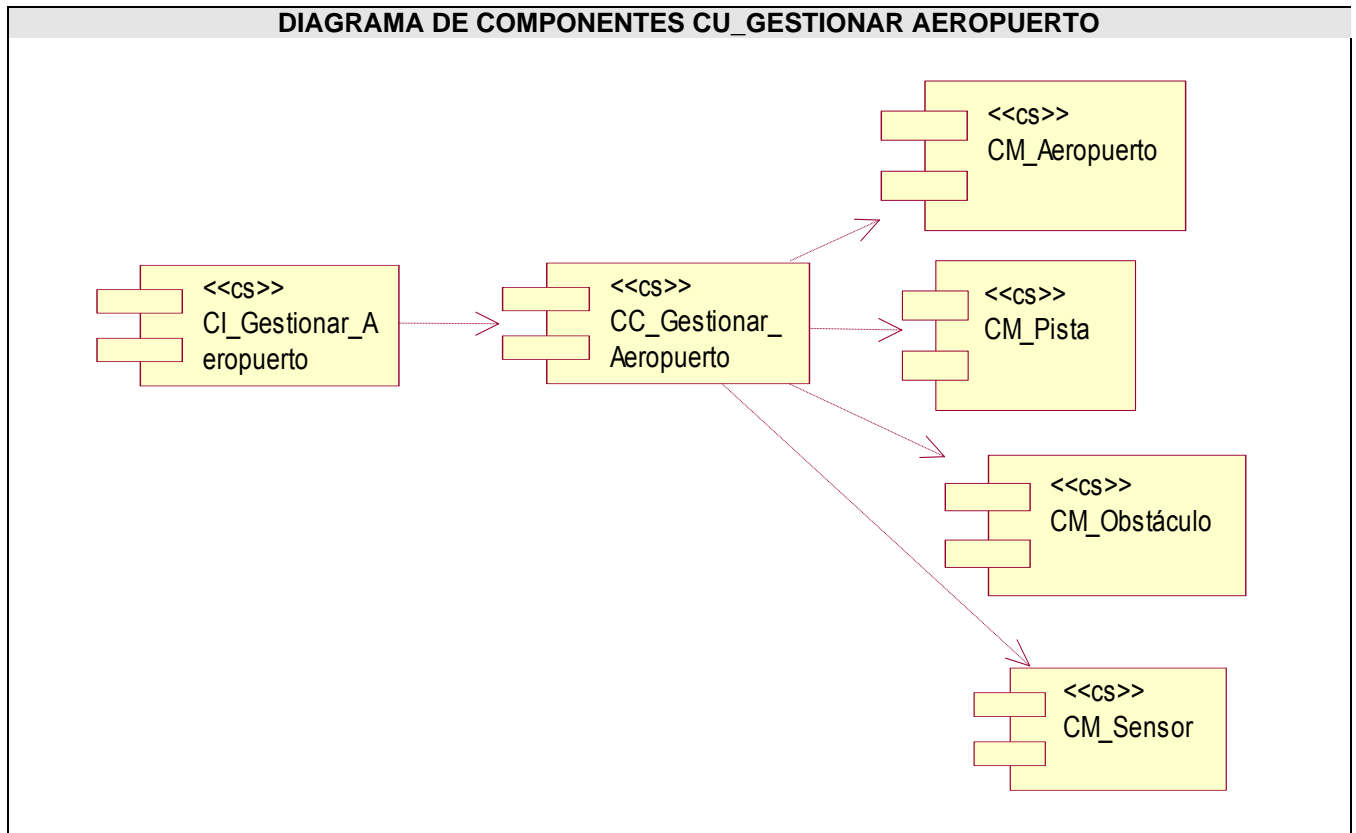 DIAGRAMA DE COMPONENTES CU_GESTIONAR AEROPUERTO
<<cs>>
CM_Aeropuerto
<<cs>>
CI_Gestionar_A
eropuerto
<<cs>>
CC_Gestionar_
Aeropuerto
<<cs>>
CM_Pista
<<cs>>
CM_Obstáculo
<<cs>>
CM_Sensor